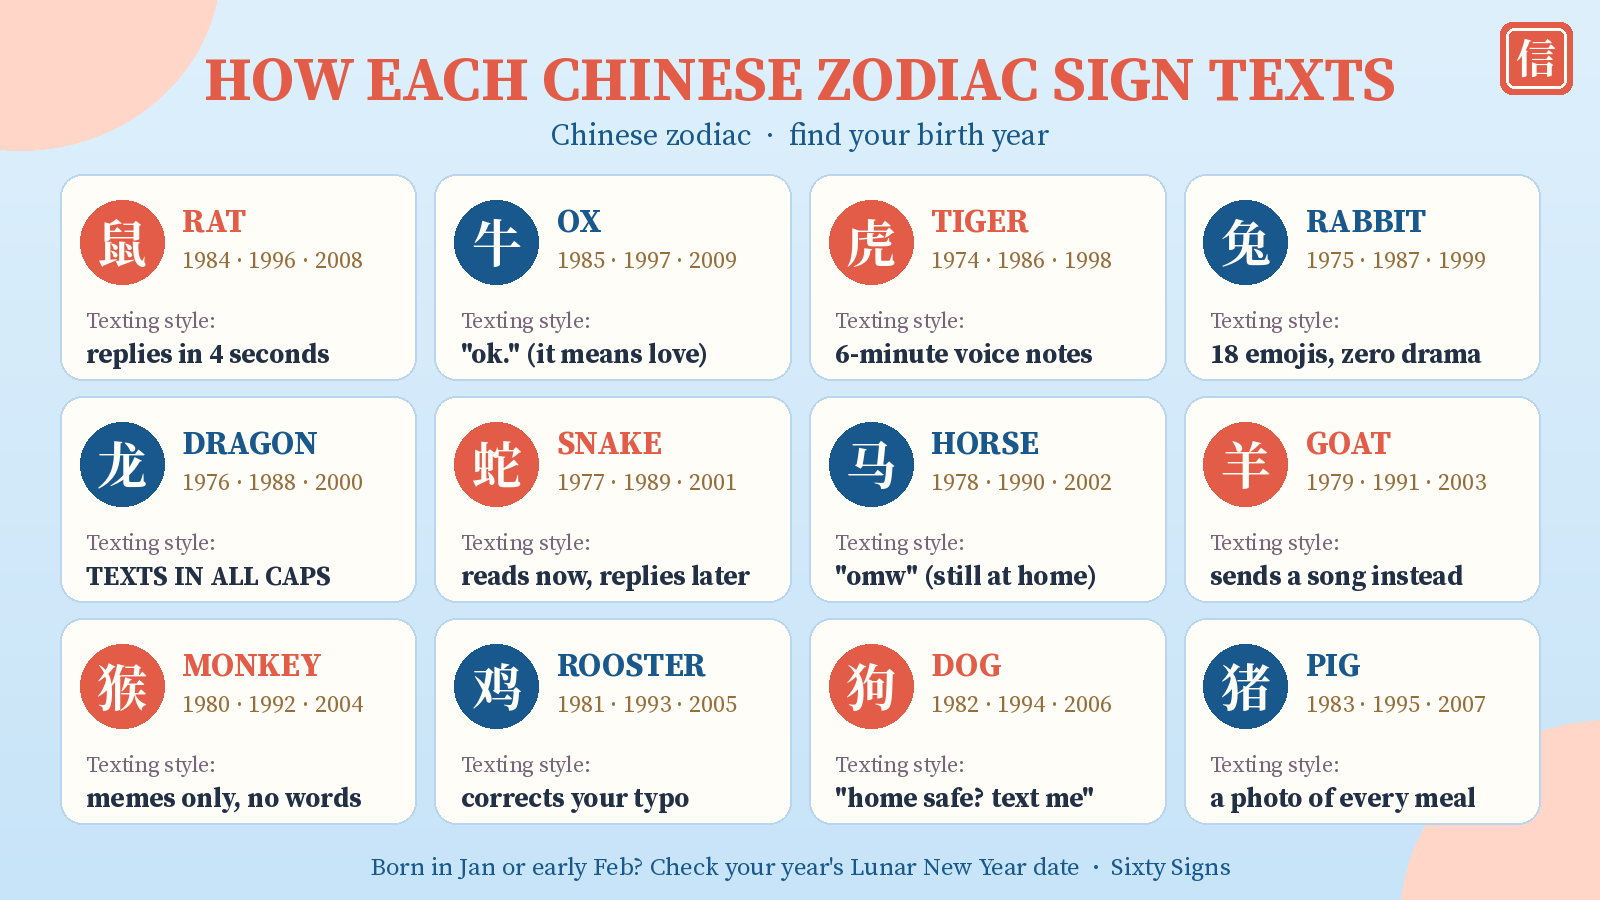 HOW EACH CHINESE ZODIAC SIGN TEXTS
信
Chinese zodiac · find your birth year
鼠
RAT
1984 · 1996 · 2008
Texting style:
replies in 4 seconds
牛
OX
1985 · 1997 · 2009
Texting style:
"ok." (it means love)
虎
TIGER
1974 · 1986 · 1998
Texting style:
6-minute voice notes
兔
RABBIT
1975 · 1987 · 1999
Texting style:
18 emojis, zero drama
龙
DRAGON
1976 · 1988 · 2000
Texting style:
TEXTS IN ALL CAPS
蛇
SNAKE
1977 · 1989 · 2001
Texting style:
reads now, replies later
马
HORSE
1978 · 1990 · 2002
Texting style:
"omw" (still at home)
羊
GOAT
1979 · 1991 · 2003
Texting style:
sends a song instead
猴
MONKEY
1980 · 1992 · 2004
Texting style:
memes only, no words
鸡
ROOSTER
1981 · 1993 · 2005
Texting style:
corrects your typo
狗
DOG
1982 · 1994 · 2006
Texting style:
"home safe? text me"
猪
PIG
1983 · 1995 · 2007
Texting style:
a photo of every meal
Born in Jan or early Feb? Check your year's Lunar New Year date · Sixty Signs